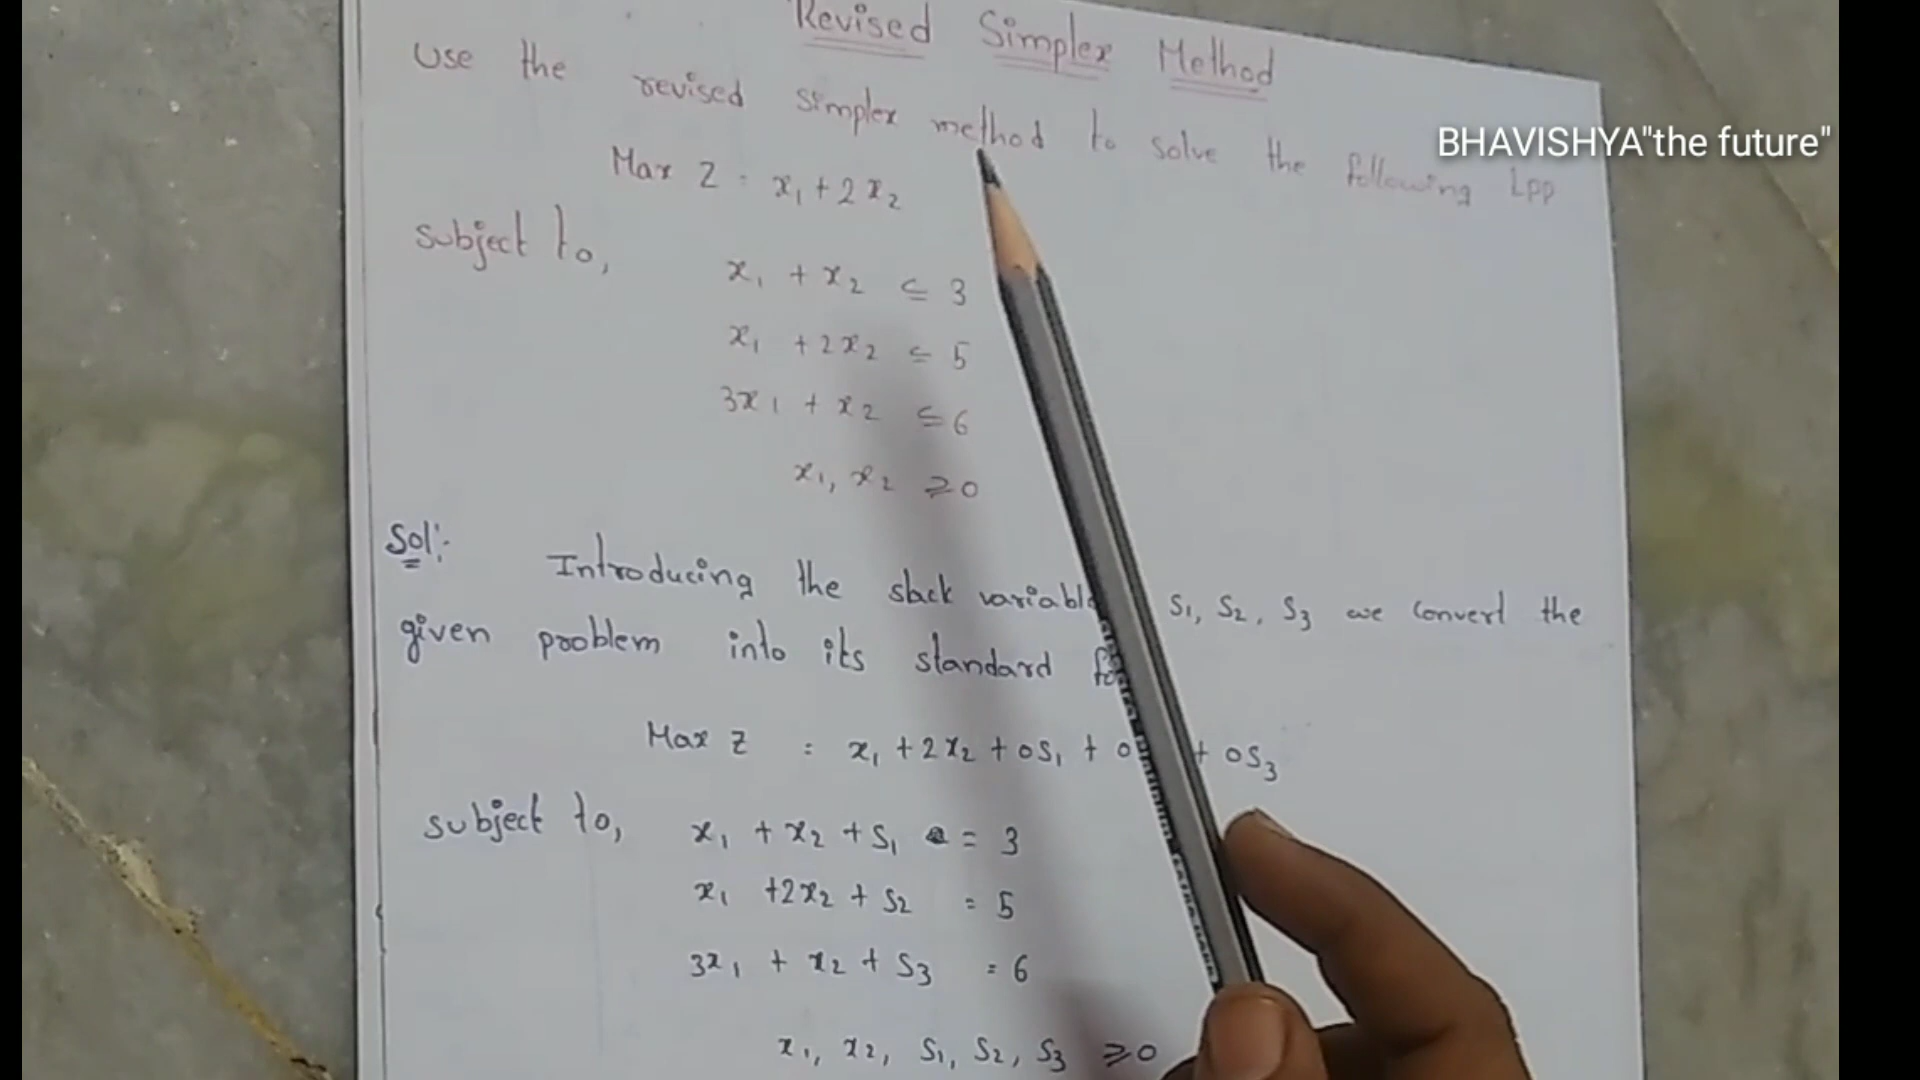 Revised Simplex Method
Use the revised simplex method to solve the following LPP
BHAVISHYA"the future"
Max Z = x₁ + 2x₂
subject to,
x₁ + x₂ ≤ 3
x₁ + 2x₂ ≤ 5
3x₁ + x₂ ≤ 6
x₁, x₂ ≥ 0
Sol:-
Introducing the slack variabl S₁, S₂, S₃ we convert the
given problem into its standard fo
Max Z = x₁ + 2x₂ + 0S₁ + 0 + 0S₃
subject to, x₁ + x₂ + S₁ = 3
x₁ + 2x₂ + S₂ = 5
3x₁ + x₂ + S₃ = 6
x₁, x₂, S₁, S₂, S₃ ≥ 0